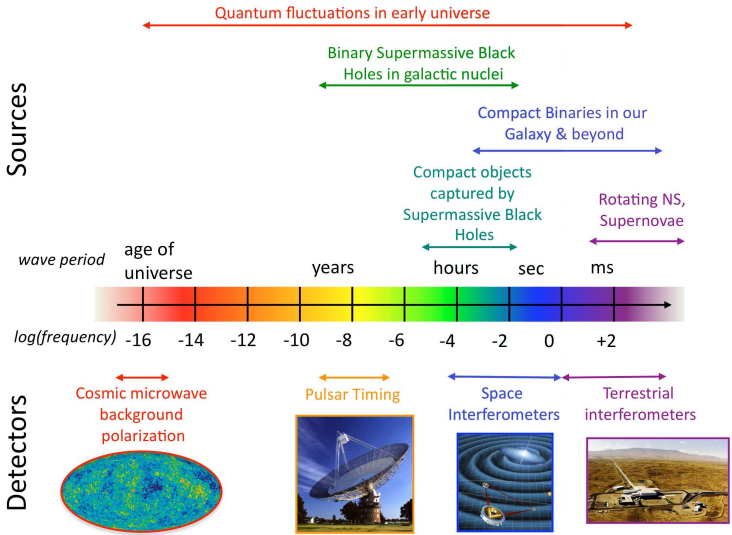 Quantum fluctuations in early universe
Binary Supermassive Black
Holes in galactic nuclei
Sources
Compact Binaries in our
Galaxy & beyond
Compact objects
captured by
Supermassive Black
Holes
Rotating NS,
Supernovae
wave period
age of
universe
years
hours
sec
ms
log(frequency)
-16 -14 -12 -10 -8 -6 -4 -2 0 +2
Detectors
Cosmic microwave
background
polarization
Pulsar Timing
Space
Interferometers
Terrestrial
interferometers